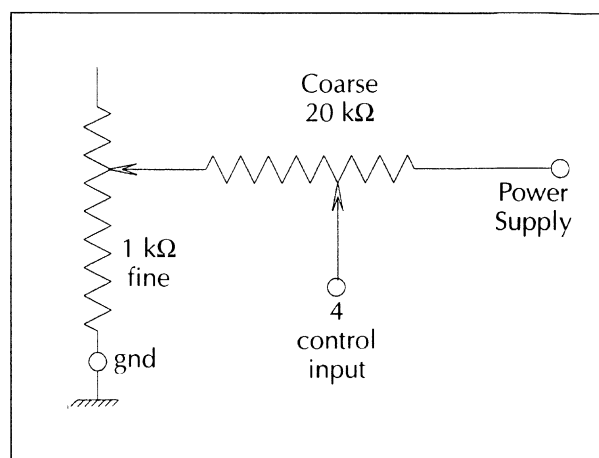 Coarse
20 kΩ
Power
Supply
1 kΩ
fine
4
control
input
gnd